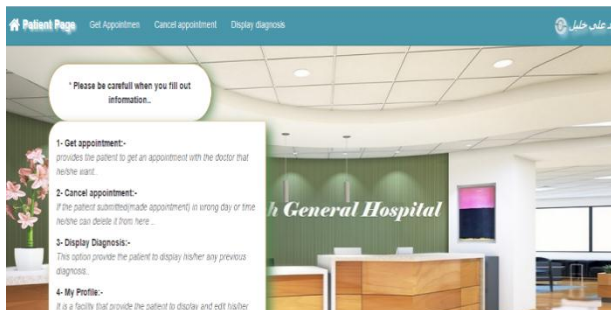 Patient Page Get Appointmen Cancel appointment Display diagnosis
علي خليل
* Please be carefull when you fill out
information..
1- Get appointment:-
provides the patient to get an appointment with the doctor that
he/she want..
2- Cancel appointment:-
If the patient submitted(made appointment) in wrong day or time
he/she can delete it from here ...
3- Display Diagnosis:-
This option provide the patient to display his/her any previous
diagnosis..
4- My Profile:-
It is a facility that provide the patient to display and edit his/her
h General Hospital